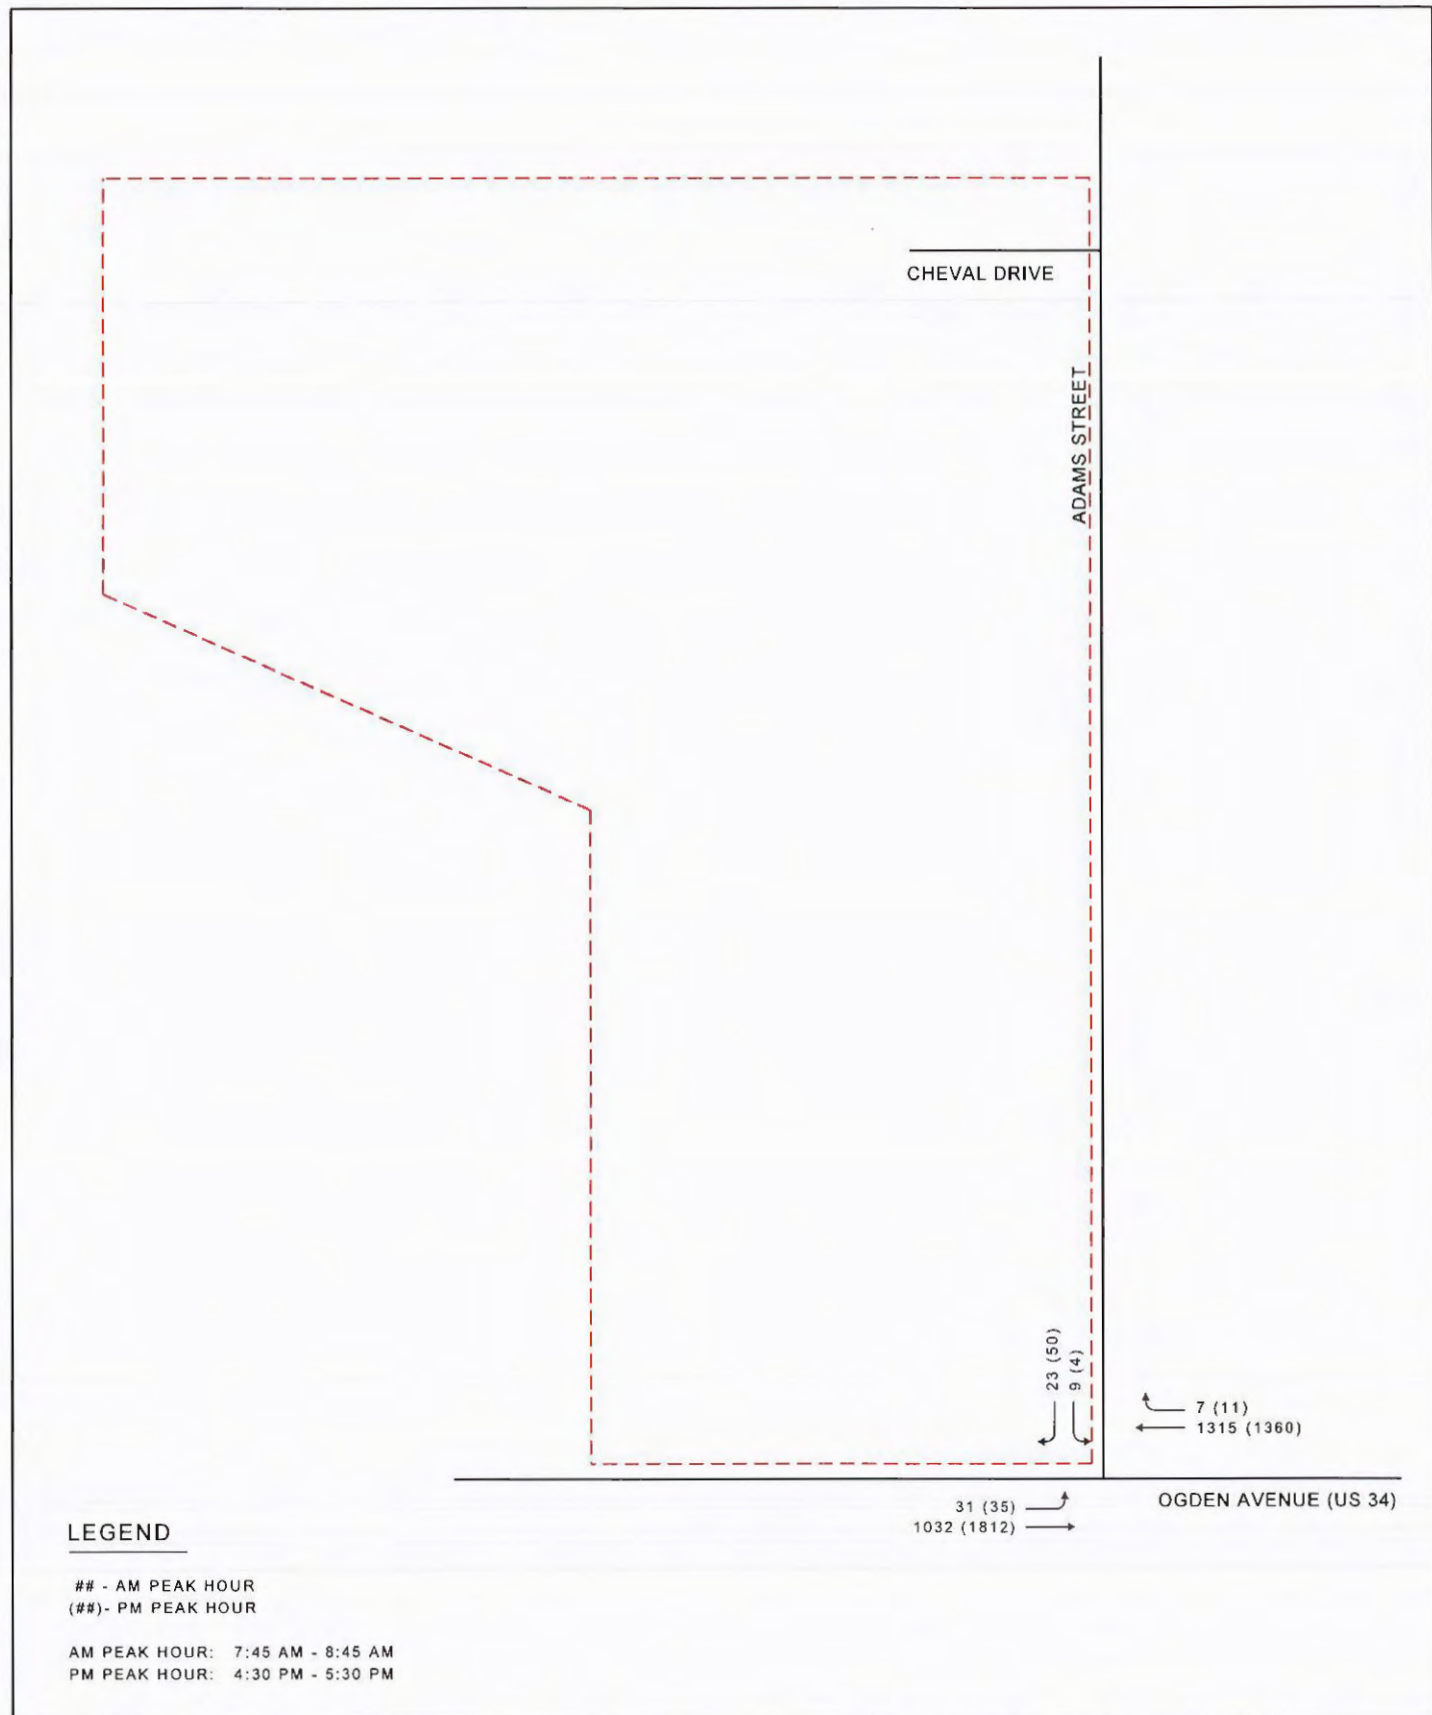 CHEVAL DRIVE
ADAMS STREET
23 (50)
9 (4)
7 (11)
1315 (1360)
31 (35)
1032 (1812)
OGDEN AVENUE (US 34)
LEGEND
## - AM PEAK HOUR
(##)- PM PEAK HOUR
AM PEAK HOUR: 7:45 AM - 8:45 AM
PM PEAK HOUR: 4:30 PM - 5:30 PM